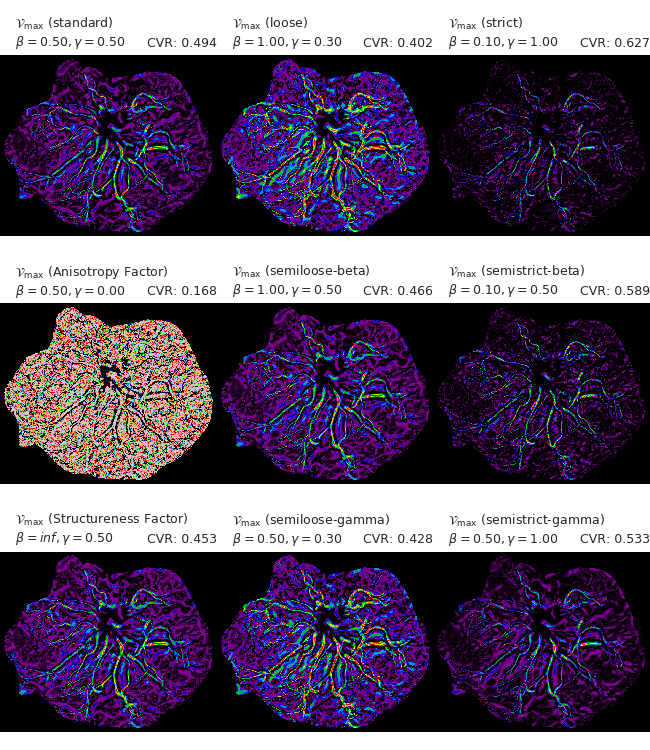 𝒱max (standard)
β = 0.50, γ = 0.50 CVR: 0.494
𝒱max (loose)
β = 1.00, γ = 0.30 CVR: 0.402
𝒱max (strict)
β = 0.10, γ = 1.00 CVR: 0.627
𝒱max (Anisotropy Factor)
β = 0.50, γ = 0.00 CVR: 0.168
𝒱max (semiloose-beta)
β = 1.00, γ = 0.50 CVR: 0.466
𝒱max (semistrict-beta)
β = 0.10, γ = 0.50 CVR: 0.589
𝒱max (Structureness Factor)
β = inf, γ = 0.50 CVR: 0.453
𝒱max (semiloose-gamma)
β = 0.50, γ = 0.30 CVR: 0.428
𝒱max (semistrict-gamma)
β = 0.50, γ = 1.00 CVR: 0.533